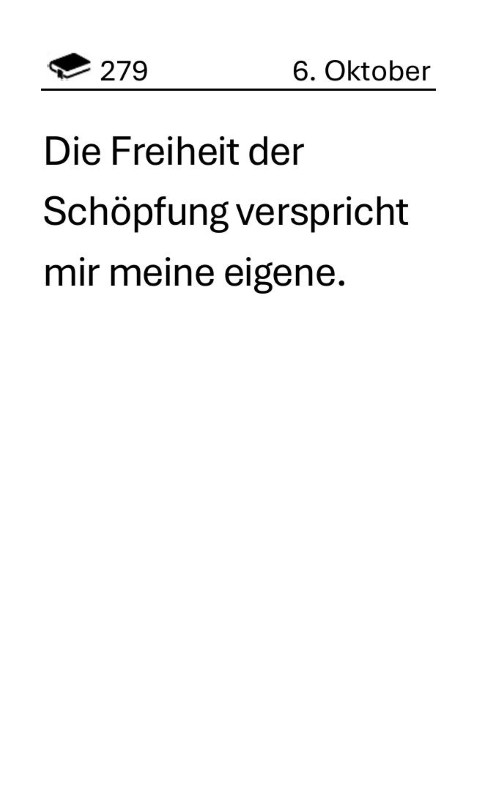 279 6. Oktober
Die Freiheit der
Schöpfung verspricht
mir meine eigene.